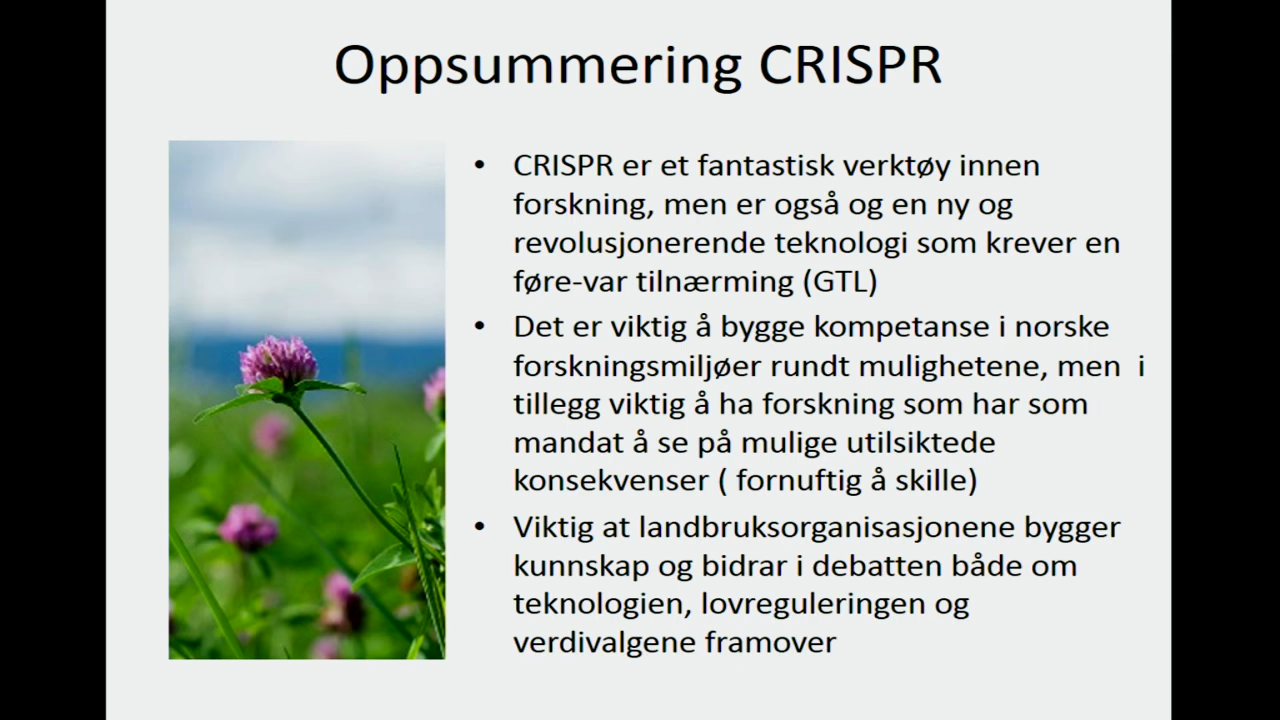 Oppsummering CRISPR
• CRISPR er et fantastisk verktøy innen
forskning, men er også og en ny og
revolusjonerende teknologi som krever en
føre-var tilnærming (GTL)
• Det er viktig å bygge kompetanse i norske
forskningsmiljøer rundt mulighetene, men  i
tillegg viktig å ha forskning som har som
mandat å se på mulige utilsiktede
konsekvenser ( fornuftig å skille)
• Viktig at landbruksorganisasjonene bygger
kunnskap og bidrar i debatten både om
teknologien, lovreguleringen og
verdivalgene framover